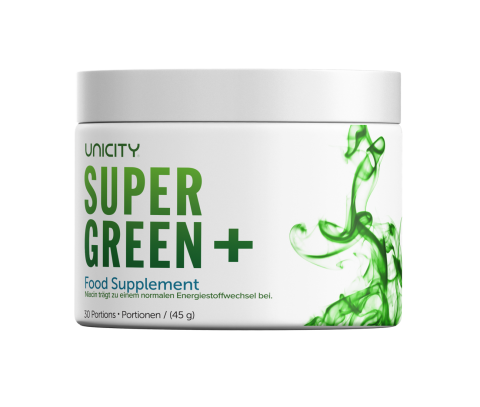 UNICITY
SUPER
GREEN +
Food Supplement
Niacin trägt zu einem normalen Energiestoffwechsel bei.
30 Portions • Portionen / (45 g)